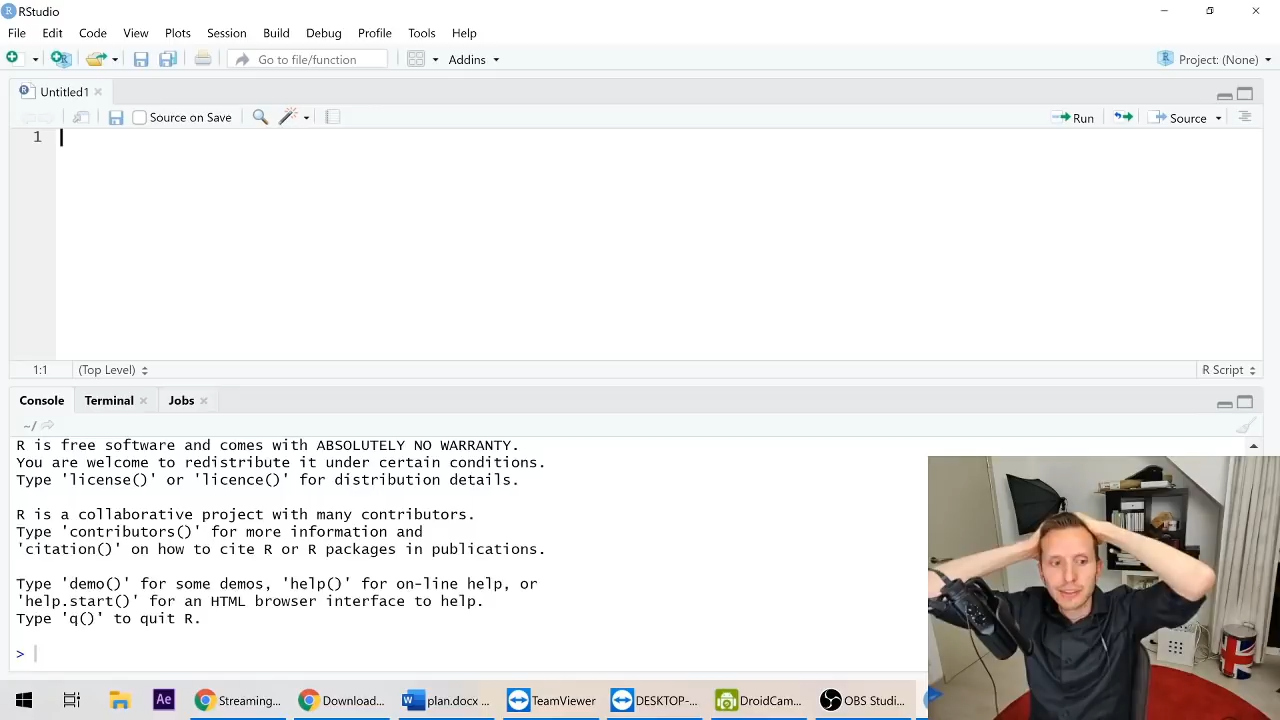 RStudio
File Edit Code View Plots Session Build Debug Profile Tools Help
Go to file/function Addins Project: (None)
Untitled1
Source on Save Run Source
1
1:1 (Top Level) R Script
Console Terminal Jobs
~/
R is free software and comes with ABSOLUTELY NO WARRANTY.
You are welcome to redistribute it under certain conditions.
Type 'license()' or 'licence()' for distribution details.
R is a collaborative project with many contributors.
Type 'contributors()' for more information and
'citation()' on how to cite R or R packages in publications.
Type 'demo()' for some demos, 'help()' for on-line help, or
'help.start()' for an HTML browser interface to help.
Type 'q()' to quit R.
>
Ae Streaming... Download... plan.docx ... TeamViewer DESKTOP-... DroidCam... OBS Studi...